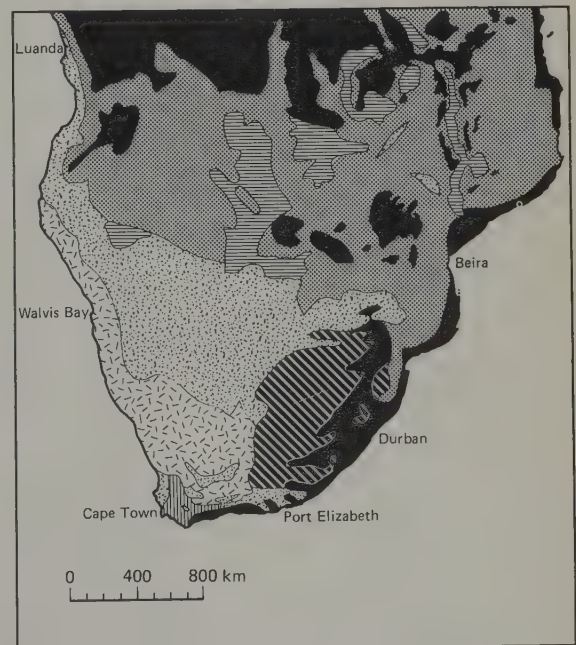 Luanda
Beira
Walvis Bay
Durban
Cape Town
Port Elizabeth
0 400 800 km